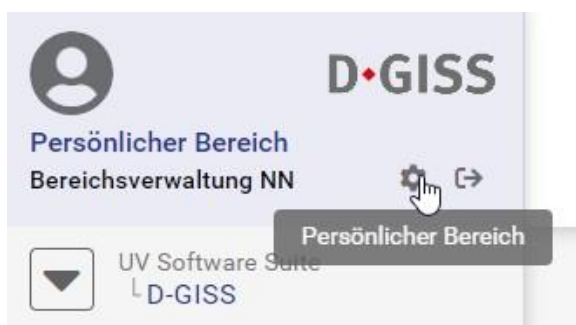 D•GISS
Persönlicher Bereich
Bereichsverwaltung NN
Persönlicher Bereich
UV Software Suite
D-GISS